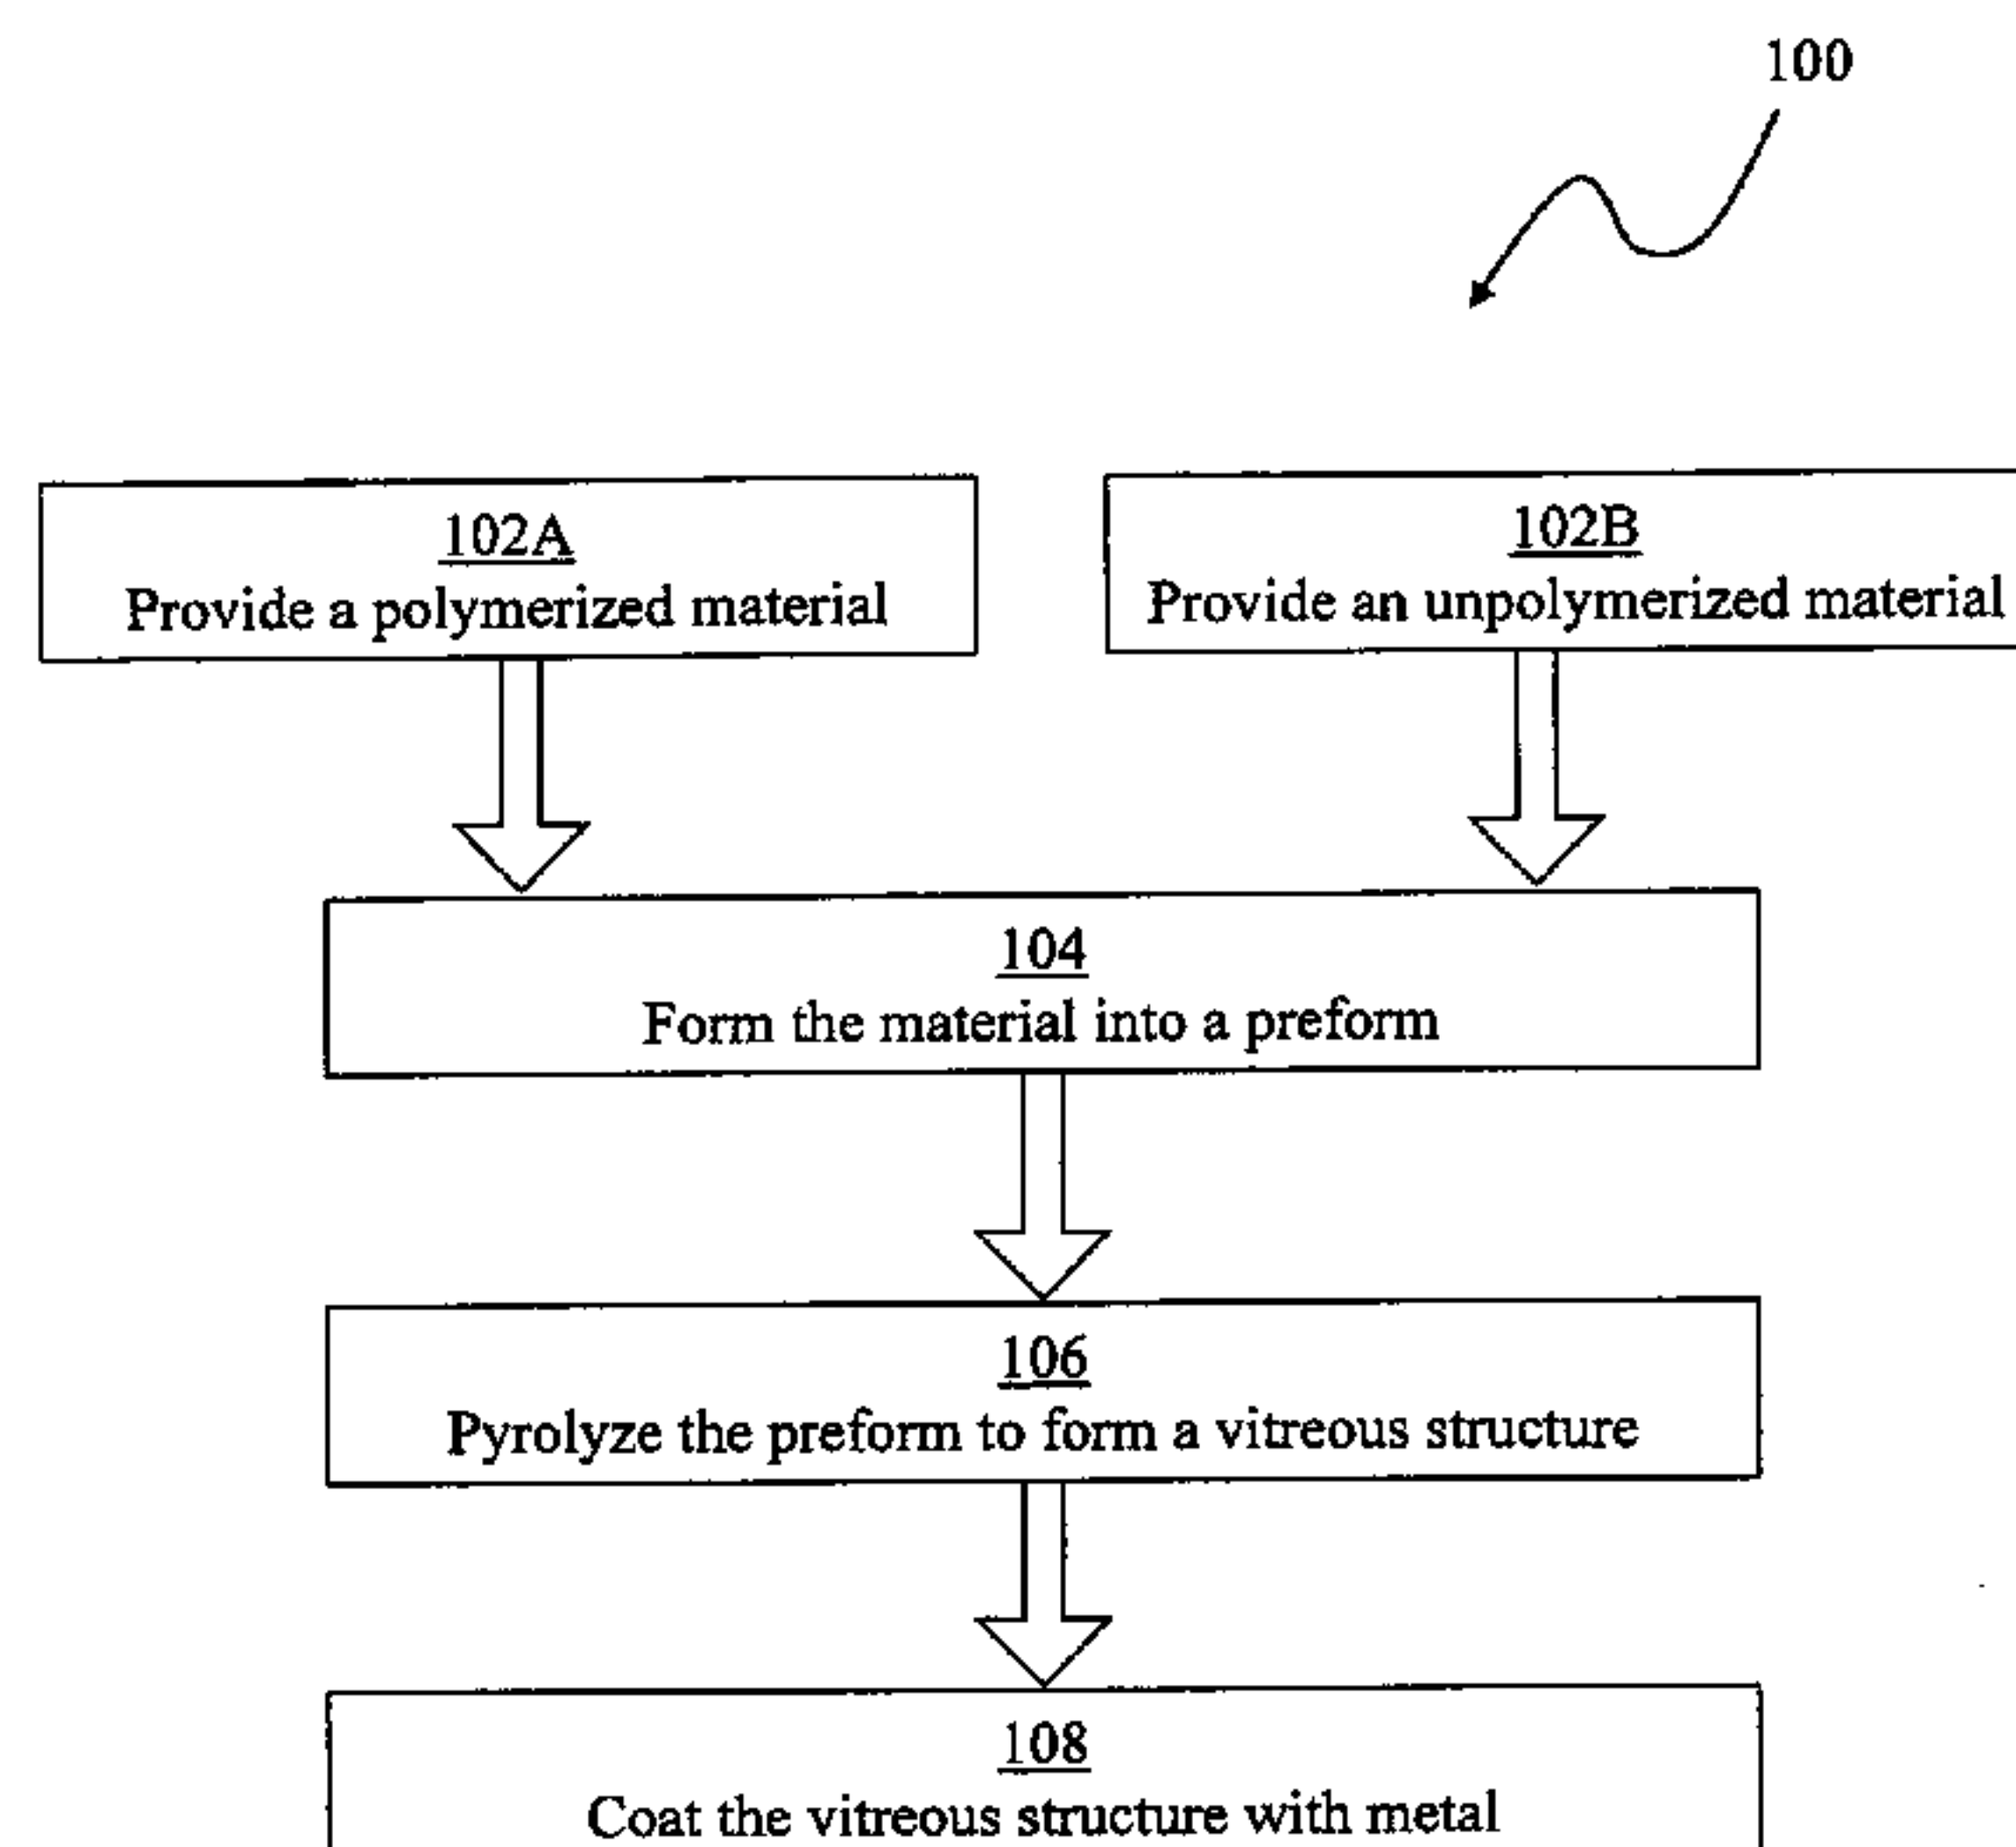 100
102A
Provide a polymerized material
102B
Provide an unpolymerized material
104
Form the material into a preform
106
Pyrolyze the preform to form a vitreous structure
108
Coat the vitreous structure with metal